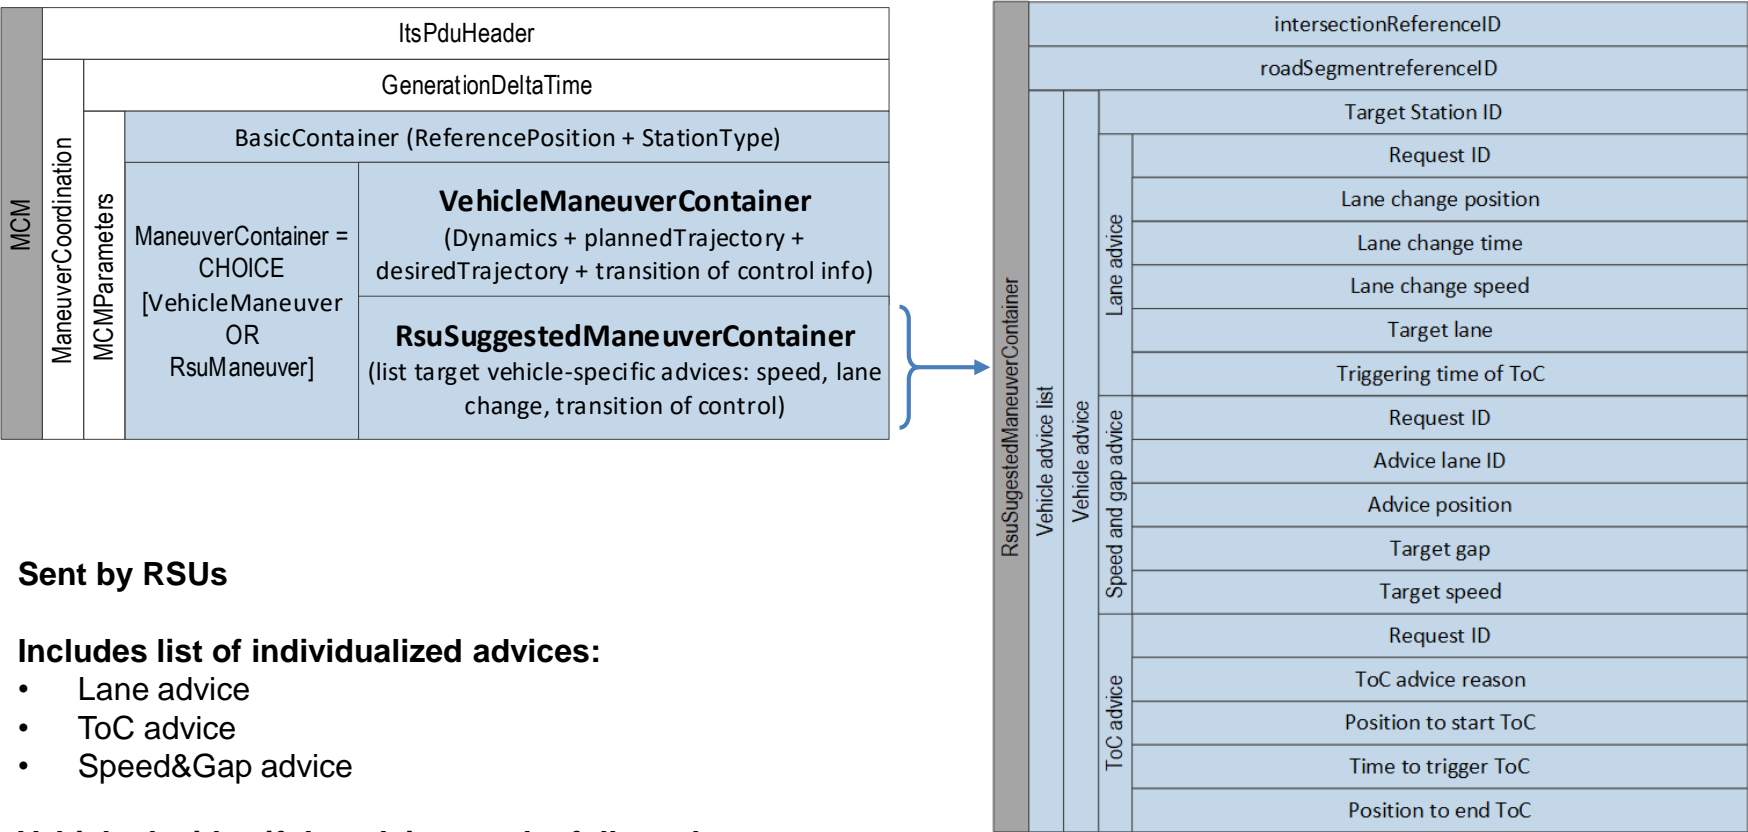 MCM
ItsPduHeader
ManeuverCoordination
GenerationDeltaTime
MCMParameters
BasicContainer (ReferencePosition + StationType)
ManeuverContainer =
CHOICE
[VehicleManeuver
OR
RsuManeuver]
VehicleManeuverContainer
(Dynamics + plannedTrajectory +
desiredTrajectory + transition of control info)
RsuSuggestedManeuverContainer
(list target vehicle-specific advices: speed, lane
change, transition of control)
Sent by RSUs
Includes list of individualized advices:
• Lane advice
• ToC advice
• Speed&Gap advice
RsuSugestedManeuverContainer
intersectionReferenceID
roadSegmentreferenceID
Vehicle advice list
Vehicle advice
Target Station ID
Lane advice
Request ID
Lane change position
Lane change time
Lane change speed
Target lane
Triggering time of ToC
Speed and gap advice
Request ID
Advice lane ID
Advice position
Target gap
Target speed
ToC advice
Request ID
ToC advice reason
Position to start ToC
Time to trigger ToC
Position to end ToC